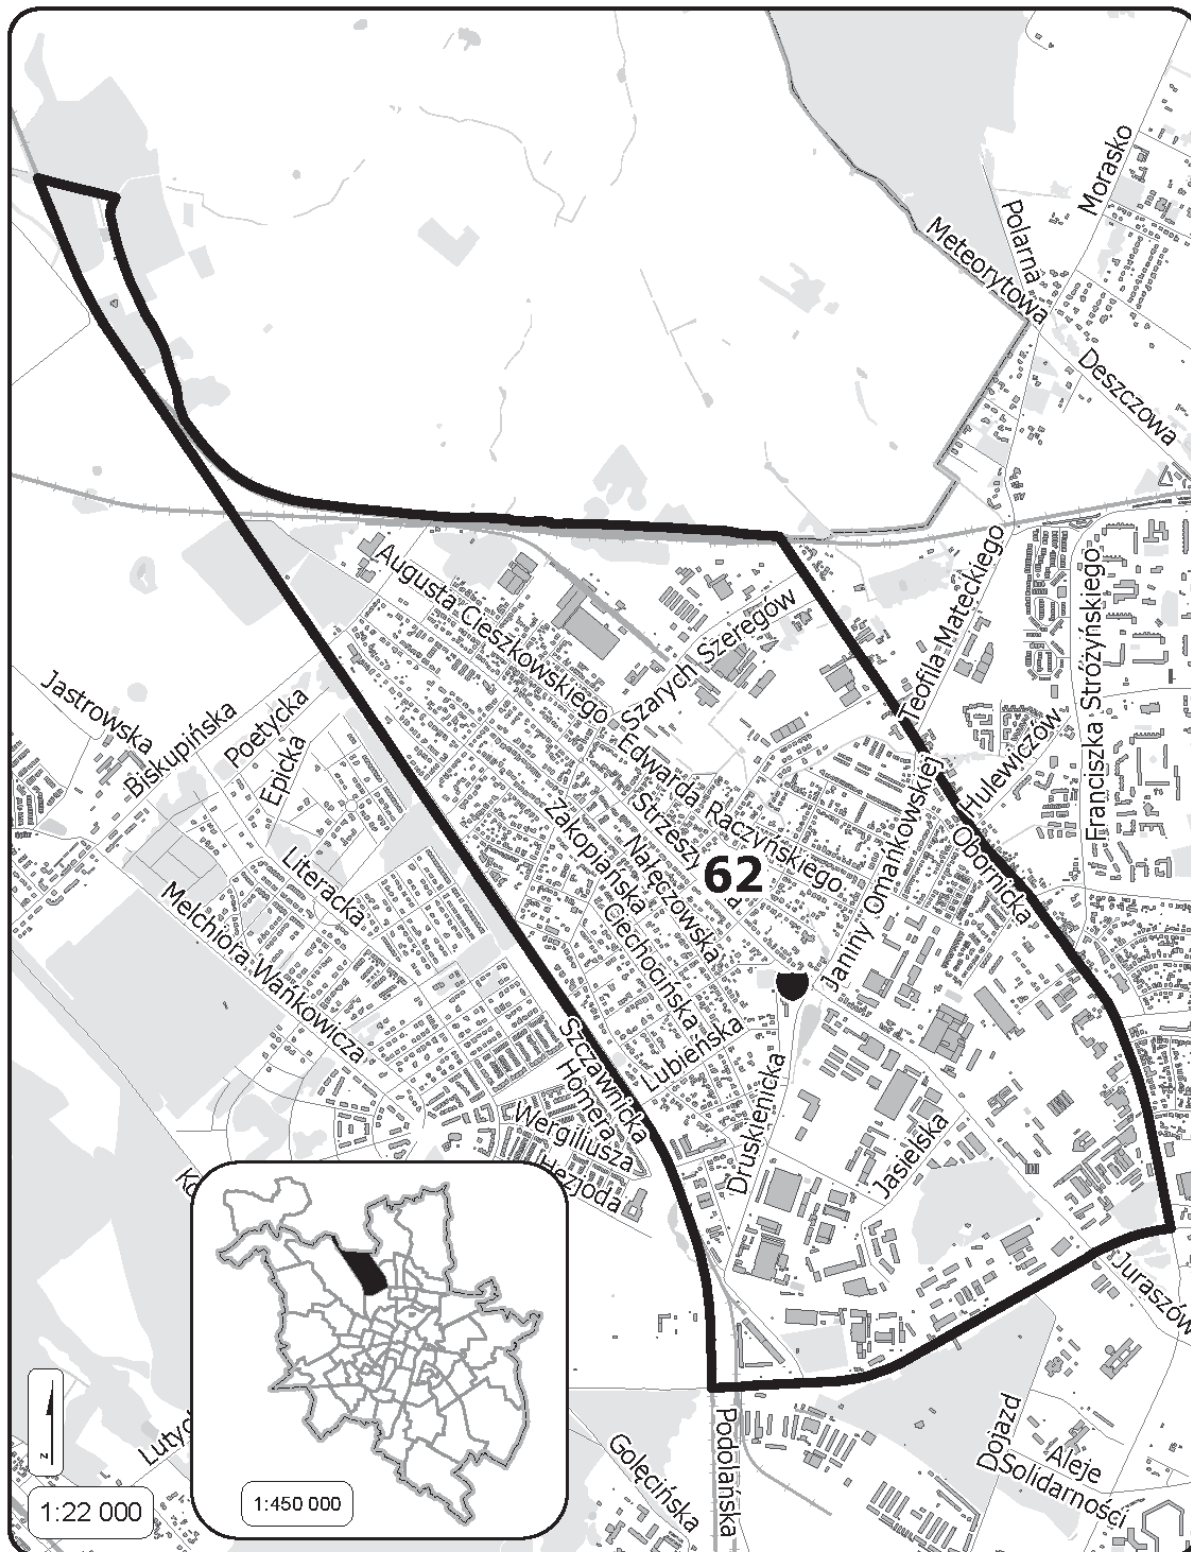 Morasko
Polarna
Meteorytowa
Deszczowa
Augusta Cieszkowskiego
Szarych Szeregów
Teofila Mateckiego
Franciszka Stróżyńskiego
Jastrowska
Biskupińska
Poetycka
Epicka
Edwarda Raczyńskiego
Hulewiczów
Strzeszy
Zakopiańska
Nałęczowska
62
Obornicka
Literacka
Janiny Omańkowskiej
Ciechocińska
Melchiora Wańkowicza
Szczawnicka
Homera
Lubieńska
Wergiliusza
Druskienicka
Jasielska
Hezjoda
Juraszów
Dojazd
Podolańska
Golęcińska
Aleje
Solidarności
N
1:22 000
1:450 000